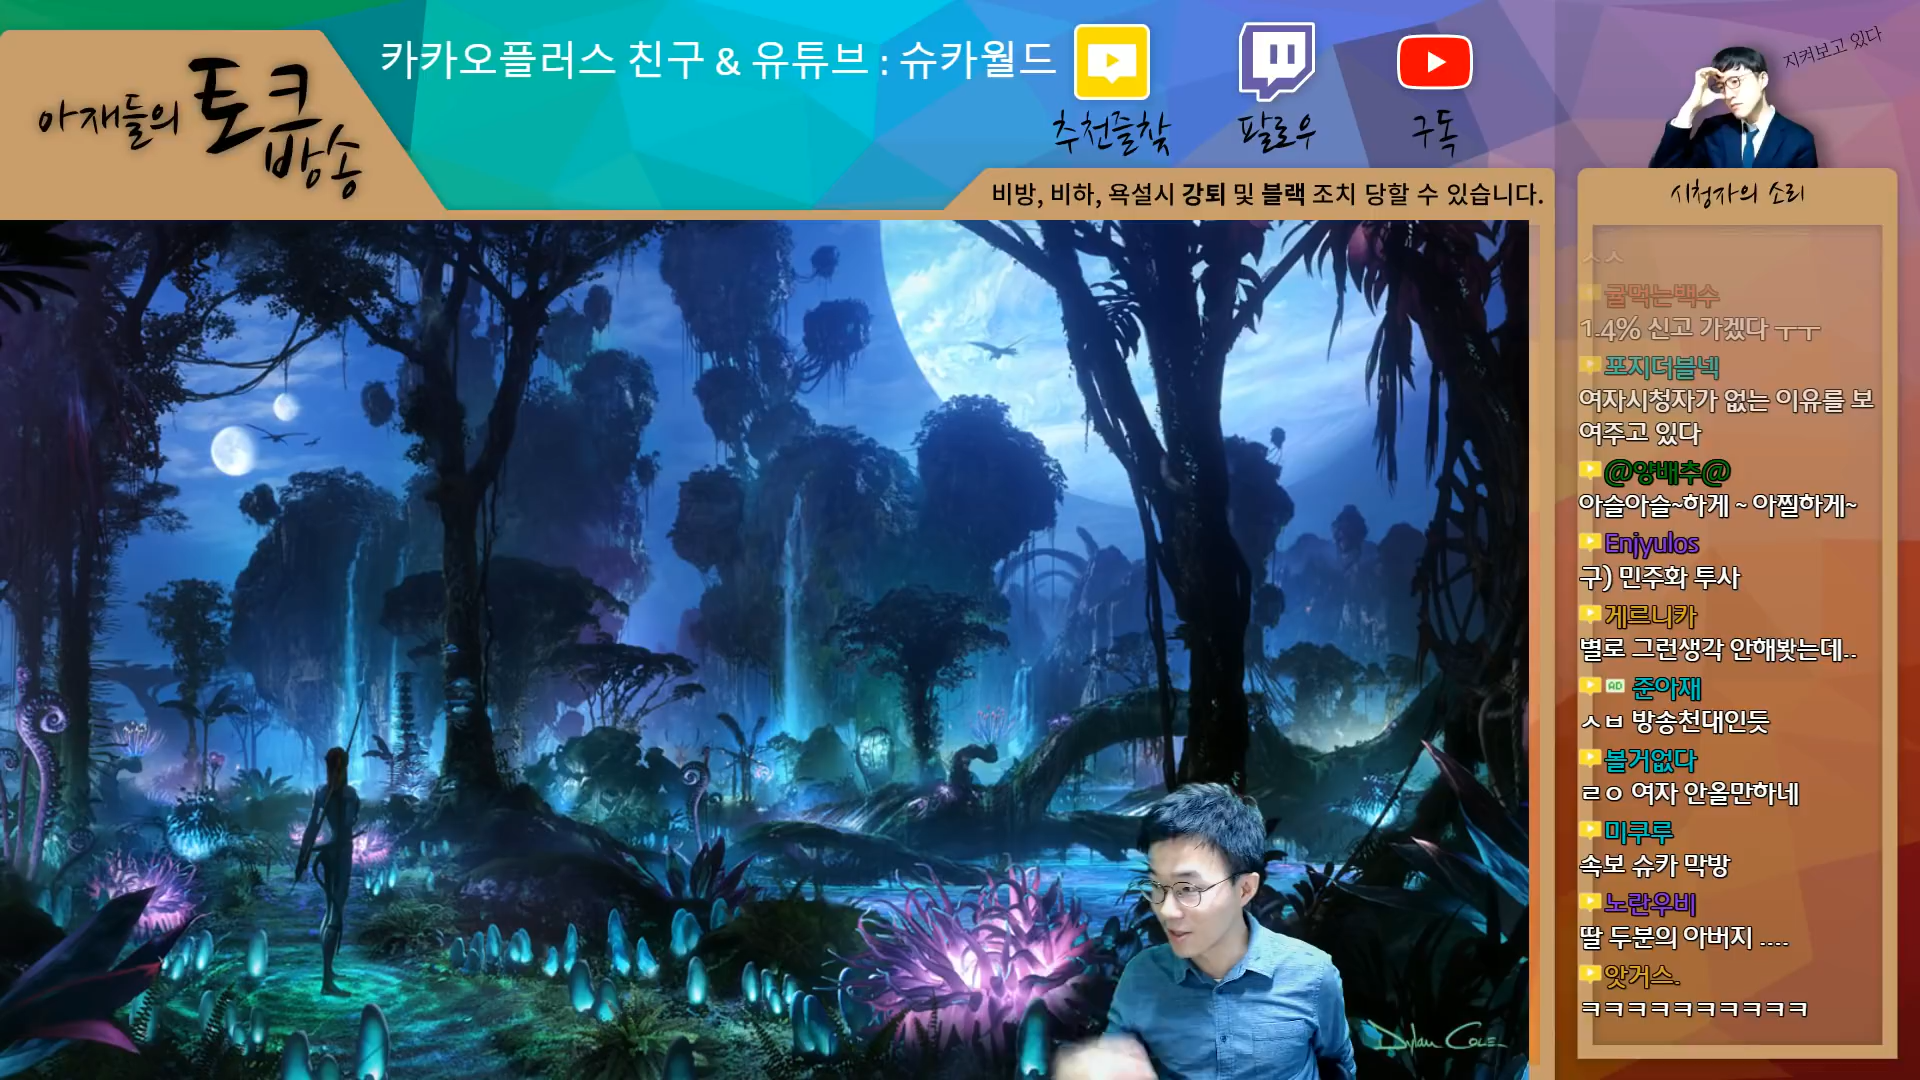 아재들의 토크
방송
카카오플러스 친구 & 유튜브 : 슈카월드
추천즐찾
팔로우
구독
지켜보고 있다
비방, 비하, 욕설시 강퇴 및 블랙 조치 당할 수 있습니다.
시청자의 소리
ㅅㅅ
귤먹는백수
1.4% 신고 가겠다 ㅜㅜ
포지더블넥
여자시청자가 없는 이유를 보
여주고 있다
@양배추@
아슬아슬~하게 ~ 아찔하게~
Enjyulos
구) 민주화 투사
게르니카
별로 그런생각 안해봣는데..
AD 준아재
ㅅㅂ 방송천대인듯
볼거없다
ㄹㅇ 여자 안올만하네
미쿠루
속보 슈카 막방
노란우비
딸 두분의 아버지 ....
앗거스.
ㅋㅋㅋㅋㅋㅋㅋㅋㅋㅋ
Dylan Cole